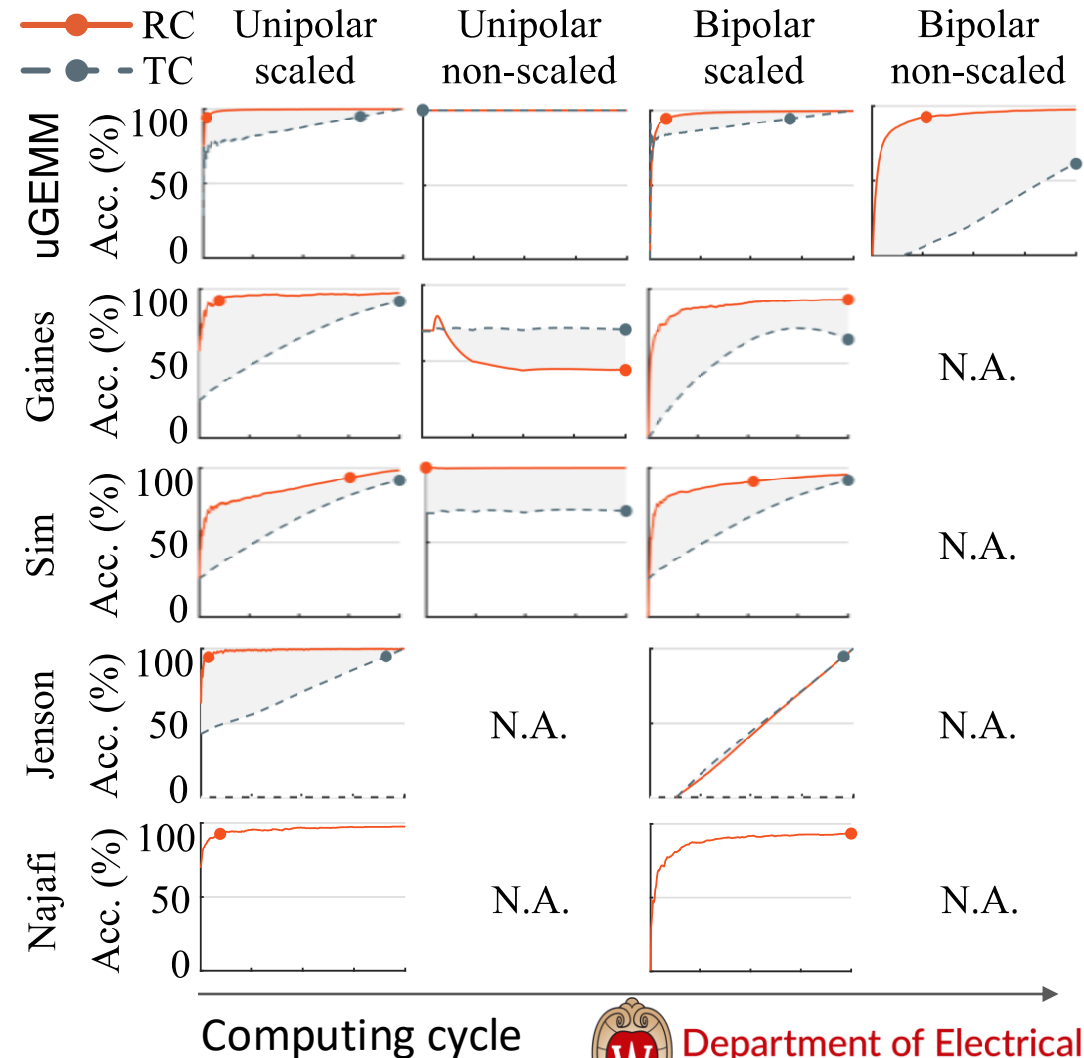 RC
TC
Unipolar
scaled
Unipolar
non-scaled
Bipolar
scaled
Bipolar
non-scaled
uGEMM
Acc. (%)
100
50
0
Gaines
Acc. (%)
100
50
0
N.A.
Sim
Acc. (%)
100
50
0
N.A.
Jenson
Acc. (%)
100
50
0
N.A.
N.A.
Najafi
Acc. (%)
100
50
0
N.A.
N.A.
Computing cycle
W
Department of Electrical